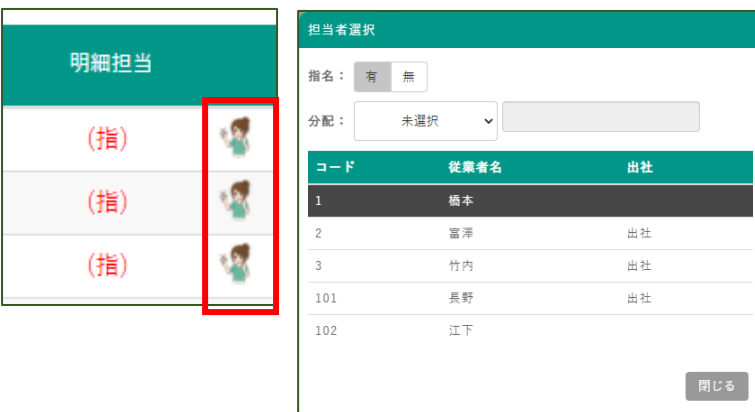 明細担当
(指)
(指)
(指)
担当者選択
指名： 有 無
分配： 未選択
コード 従業者名 出社
1 橋本
2 富澤 出社
3 竹内 出社
101 長野 出社
102 江下
閉じる